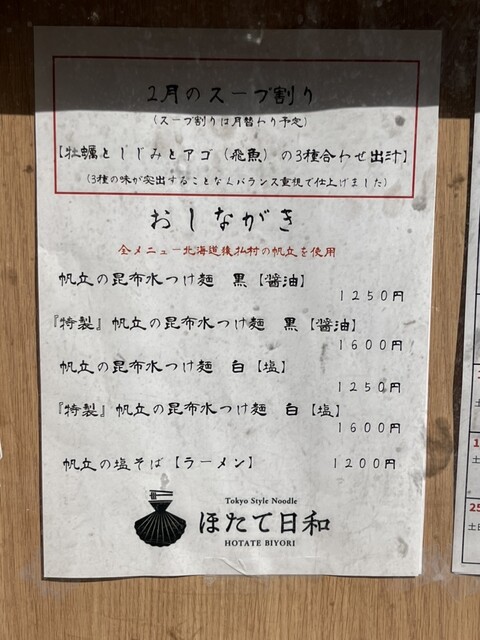 2月のスープ割り
(スープ割りは月替わり予定)
【牡蠣としじみとアゴ(飛魚)の3種合わせ出汁】
(3種の味が突出することなくバランス重視で仕上げました)
おしながき
全メニュー北海道猿払村の帆立を使用
帆立の昆布水つけ麺 黒【醤油】
1250円
『特製』帆立の昆布水つけ麺 黒【醤油】
1600円
帆立の昆布水つけ麺 白【塩】
1250円
『特製』帆立の昆布水つけ麺 白【塩】
1600円
帆立の塩そば【ラーメン】 1200円
Tokyo Style Noodle
ほたて日和
HOTATE BIYORI